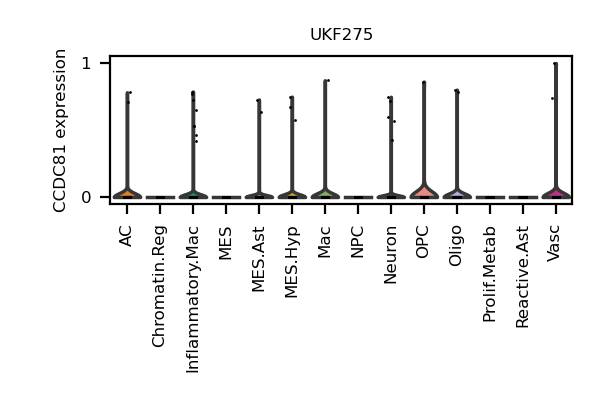 UKF275
CCDC81 expression
1
0
AC
Chromatin.Reg
Inflammatory.Mac
MES
MES.Ast
MES.Hyp
Mac
NPC
Neuron
OPC
Oligo
Prolif.Metab
Reactive.Ast
Vasc